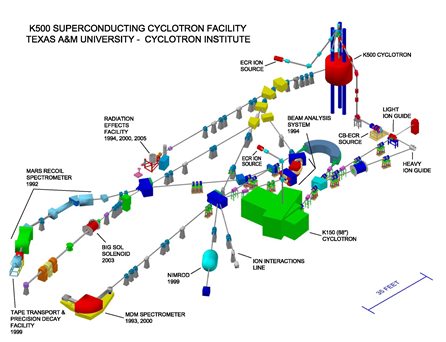 K500 SUPERCONDUCTING CYCLOTRON FACILITY
TEXAS A&M UNIVERSITY - CYCLOTRON INSTITUTE
ECR ION
SOURCE
K500 CYCLOTRON
RADIATION
EFFECTS
FACILITY
1994, 2000, 2005
BEAM ANALYSIS
SYSTEM
1994
LIGHT
ION GUIDE
CB-ECR
SOURCE
ECR ION
SOURCE
HEAVY
ION GUIDE
MARS RECOIL
SPECTROMETER
1992
K150 (88")
CYCLOTRON
BIG SOL
SOLENOID
2003
ION INTERACTIONS
LINE
NIMROD
1999
35 FEET
TAPE TRANSPORT &
PRECISION DECAY
FACILITY
1999
MDM SPECTROMETER
1993, 2000